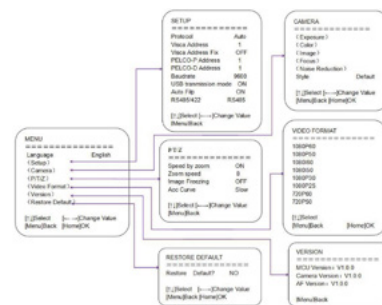 SETUP
Protocol Auto
Visca Address 1
Visca Address Fix OFF
PELCO-P Address 1
PELCO-D Address 1
Baudrate 9600
USB transmission mode ON
Auto Flip ON
RS485/422 RS485
[↑↓]Select [←→]Change Value
[Menu]Back
CAMERA
(Exposure)
(Color)
(Image)
(Focus)
(Noise Reduction)
Style Default
[↑↓]Select [←→]Change Value
[Menu]Back
MENU
Language English
(Setup)
(Camera)
(P/T/Z)
(Video Format)
(Version)
(Restore Default)
[↑↓]Select [←→]Change Value
[Menu]Back [Home]OK
P/T/Z
Speed by zoom ON
Zoom speed 8
Image Freezing OFF
Acc Curve Slow
[↑↓]Select [←→]Change Value
[Menu]Back
VIDEO FORMAT
1080P60
1080P50
1080I60
1080I50
1080P30
1080P25
720P60
720P50
[↑↓]Select
[Menu]Back [Home]OK
RESTORE DEFAULT
Restore Default? NO
[↑↓]Select [←→]Change Value
[Menu]Back [Home]OK
VERSION
MCU Version: V1.0.0
Camera Version: V1.0.0
AF Version: V1.0.0
[Menu]Back